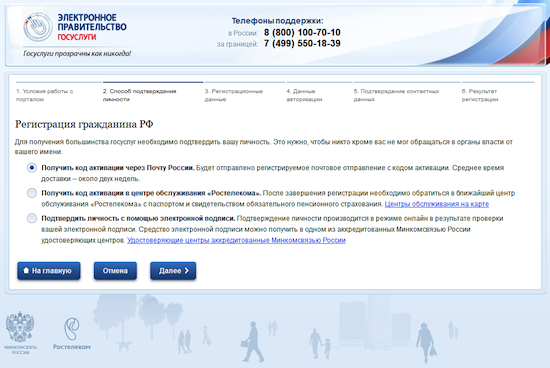 ЭЛЕКТРОННОЕ
ПРАВИТЕЛЬСТВО
ГОСУСЛУГИ
Госуслуги прозрачны как никогда!
Телефоны поддержки:
в России: 8 (800) 100-70-10
за границей: 7 (499) 550-18-39
1. Условия работы с порталом
2. Способ подтверждения личности
3. Регистрационные данные
4. Данные авторизации
5. Подтверждение контактных данных
6. Результат регистрации
Регистрация гражданина РФ
Для получения большинства госуслуг необходимо подтвердить вашу личность. Это нужно, чтобы никто кроме вас не мог обращаться в органы власти от
вашего имени.
Получить код активации через Почту России. Будет отправлено регистрируемое почтовое отправление с кодом активации. Среднее время
доставки – около двух недель.
Получить код активации в центре обслуживания «Ростелекома». После завершения регистрации необходимо обратиться в ближайший центр
обслуживания «Ростелекома» с паспортом и свидетельством обязательного пенсионного страхования. Центры обслуживания на карте
Подтвердить личность с помощью электронной подписи. Подтверждение личности производится в режиме онлайн в результате проверки
вашей электронной подписи. Средство электронной подписи можно получить в одном из аккредитованных Минкомсвязью России
удостоверяющих центров. Удостоверяющие центры аккредитованные Минкомсвязью России
На главную
Отмена
Далее
МИНКОМСВЯЗЬ
РОССИИ
Ростелеком